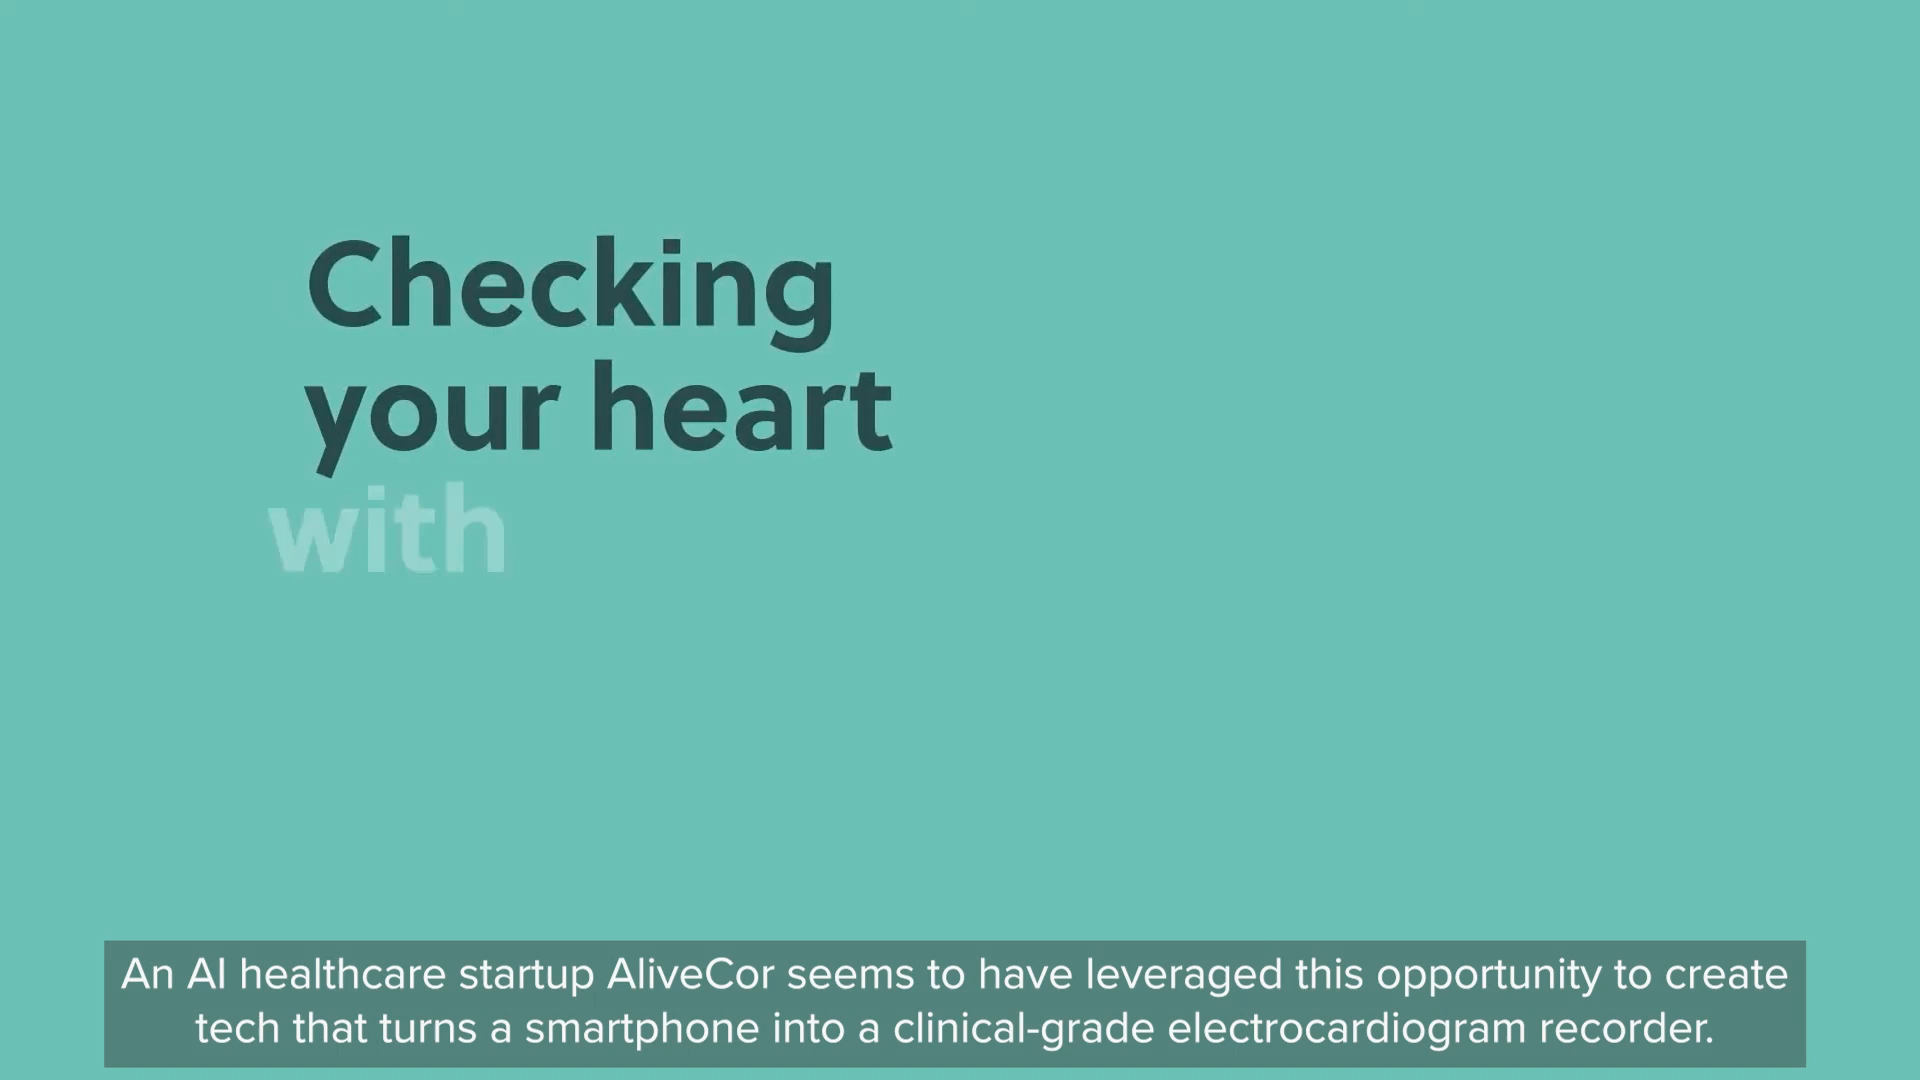 Checking
your heart
with
An AI healthcare startup AliveCor seems to have leveraged this opportunity to create
tech that turns a smartphone into a clinical-grade electrocardiogram recorder.